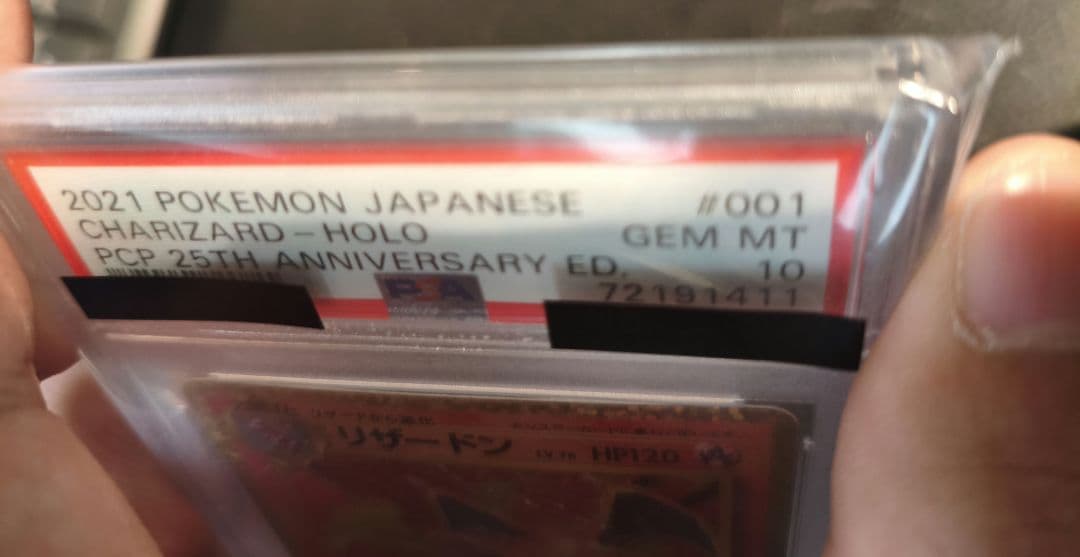 2021 POKEMON JAPANESE #001
CHARIZARD - HOLO GEM MT
PCP 25TH ANNIVERSARY ED. 10
72191411
PSA
リザードン HP120